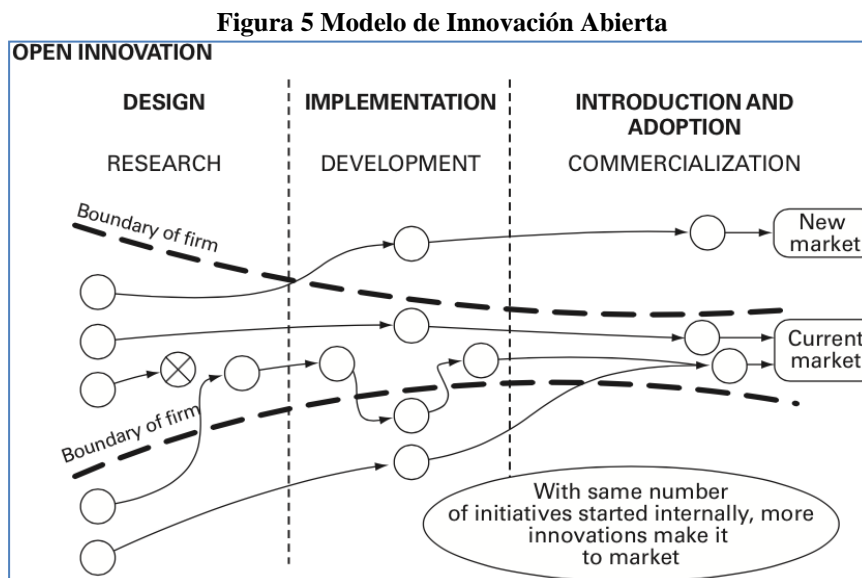 Figura 5 Modelo de Innovación Abierta
OPEN INNOVATION
DESIGN
IMPLEMENTATION
INTRODUCTION AND
ADOPTION
RESEARCH
DEVELOPMENT
COMMERCIALIZATION
Boundary of firm
New
market
Current
market
Boundary of firm
With same number
of initiatives started internally, more
innovations make it
to market